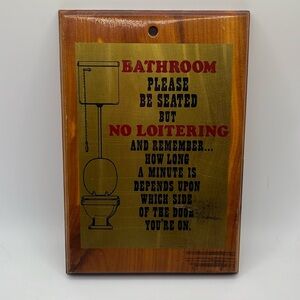 BATHROOM
PLEASE
BE SEATED
BUT
NO LOITERING
AND REMEMBER...
HOW LONG
A MINUTE IS
DEPENDS UPON
WHICH SIDE
OF THE DOOR
YOU'RE ON.